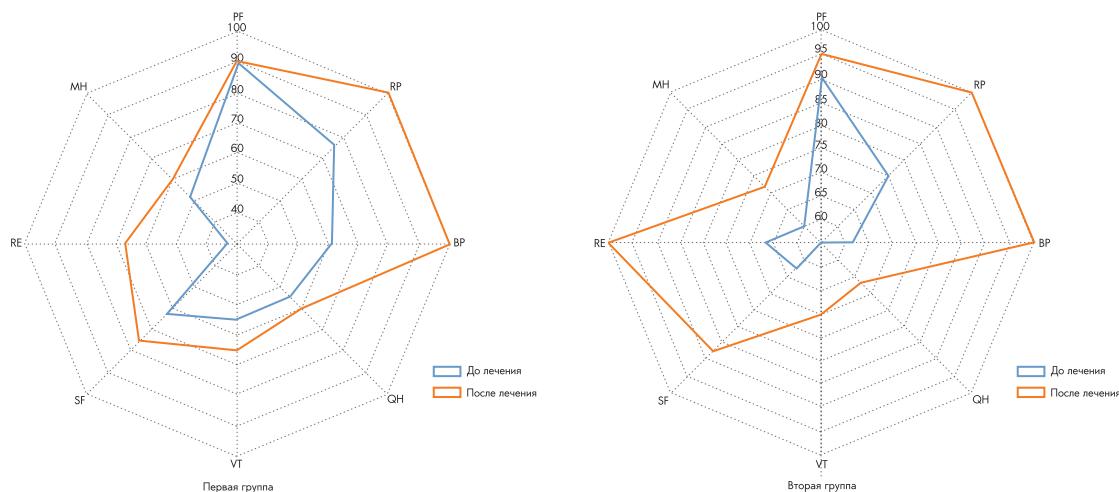 PF
100
90
80
70
60
50
40
MH
RP
RE
BP
SF
QH
VT
До лечения
После лечения
Первая группа
PF
100
95
90
85
80
75
70
65
60
MH
RP
RE
BP
SF
QH
VT
До лечения
После лечения
Вторая группа